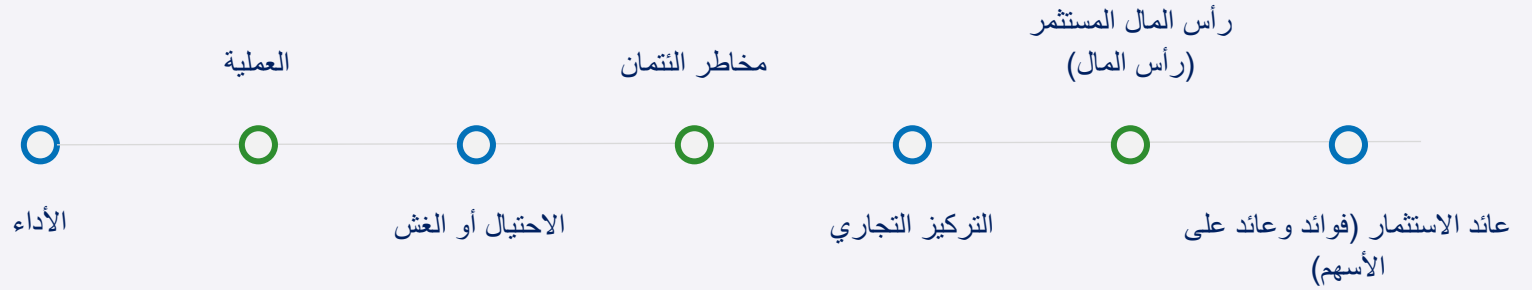 رأس المال المستثمر
(رأس المال)
مخاطر الئتمان
العملية
عائد الاستثمار (فوائد وعائد على
الأسهم)
التركيز التجاري
الاحتيال أو الغش
الأداء